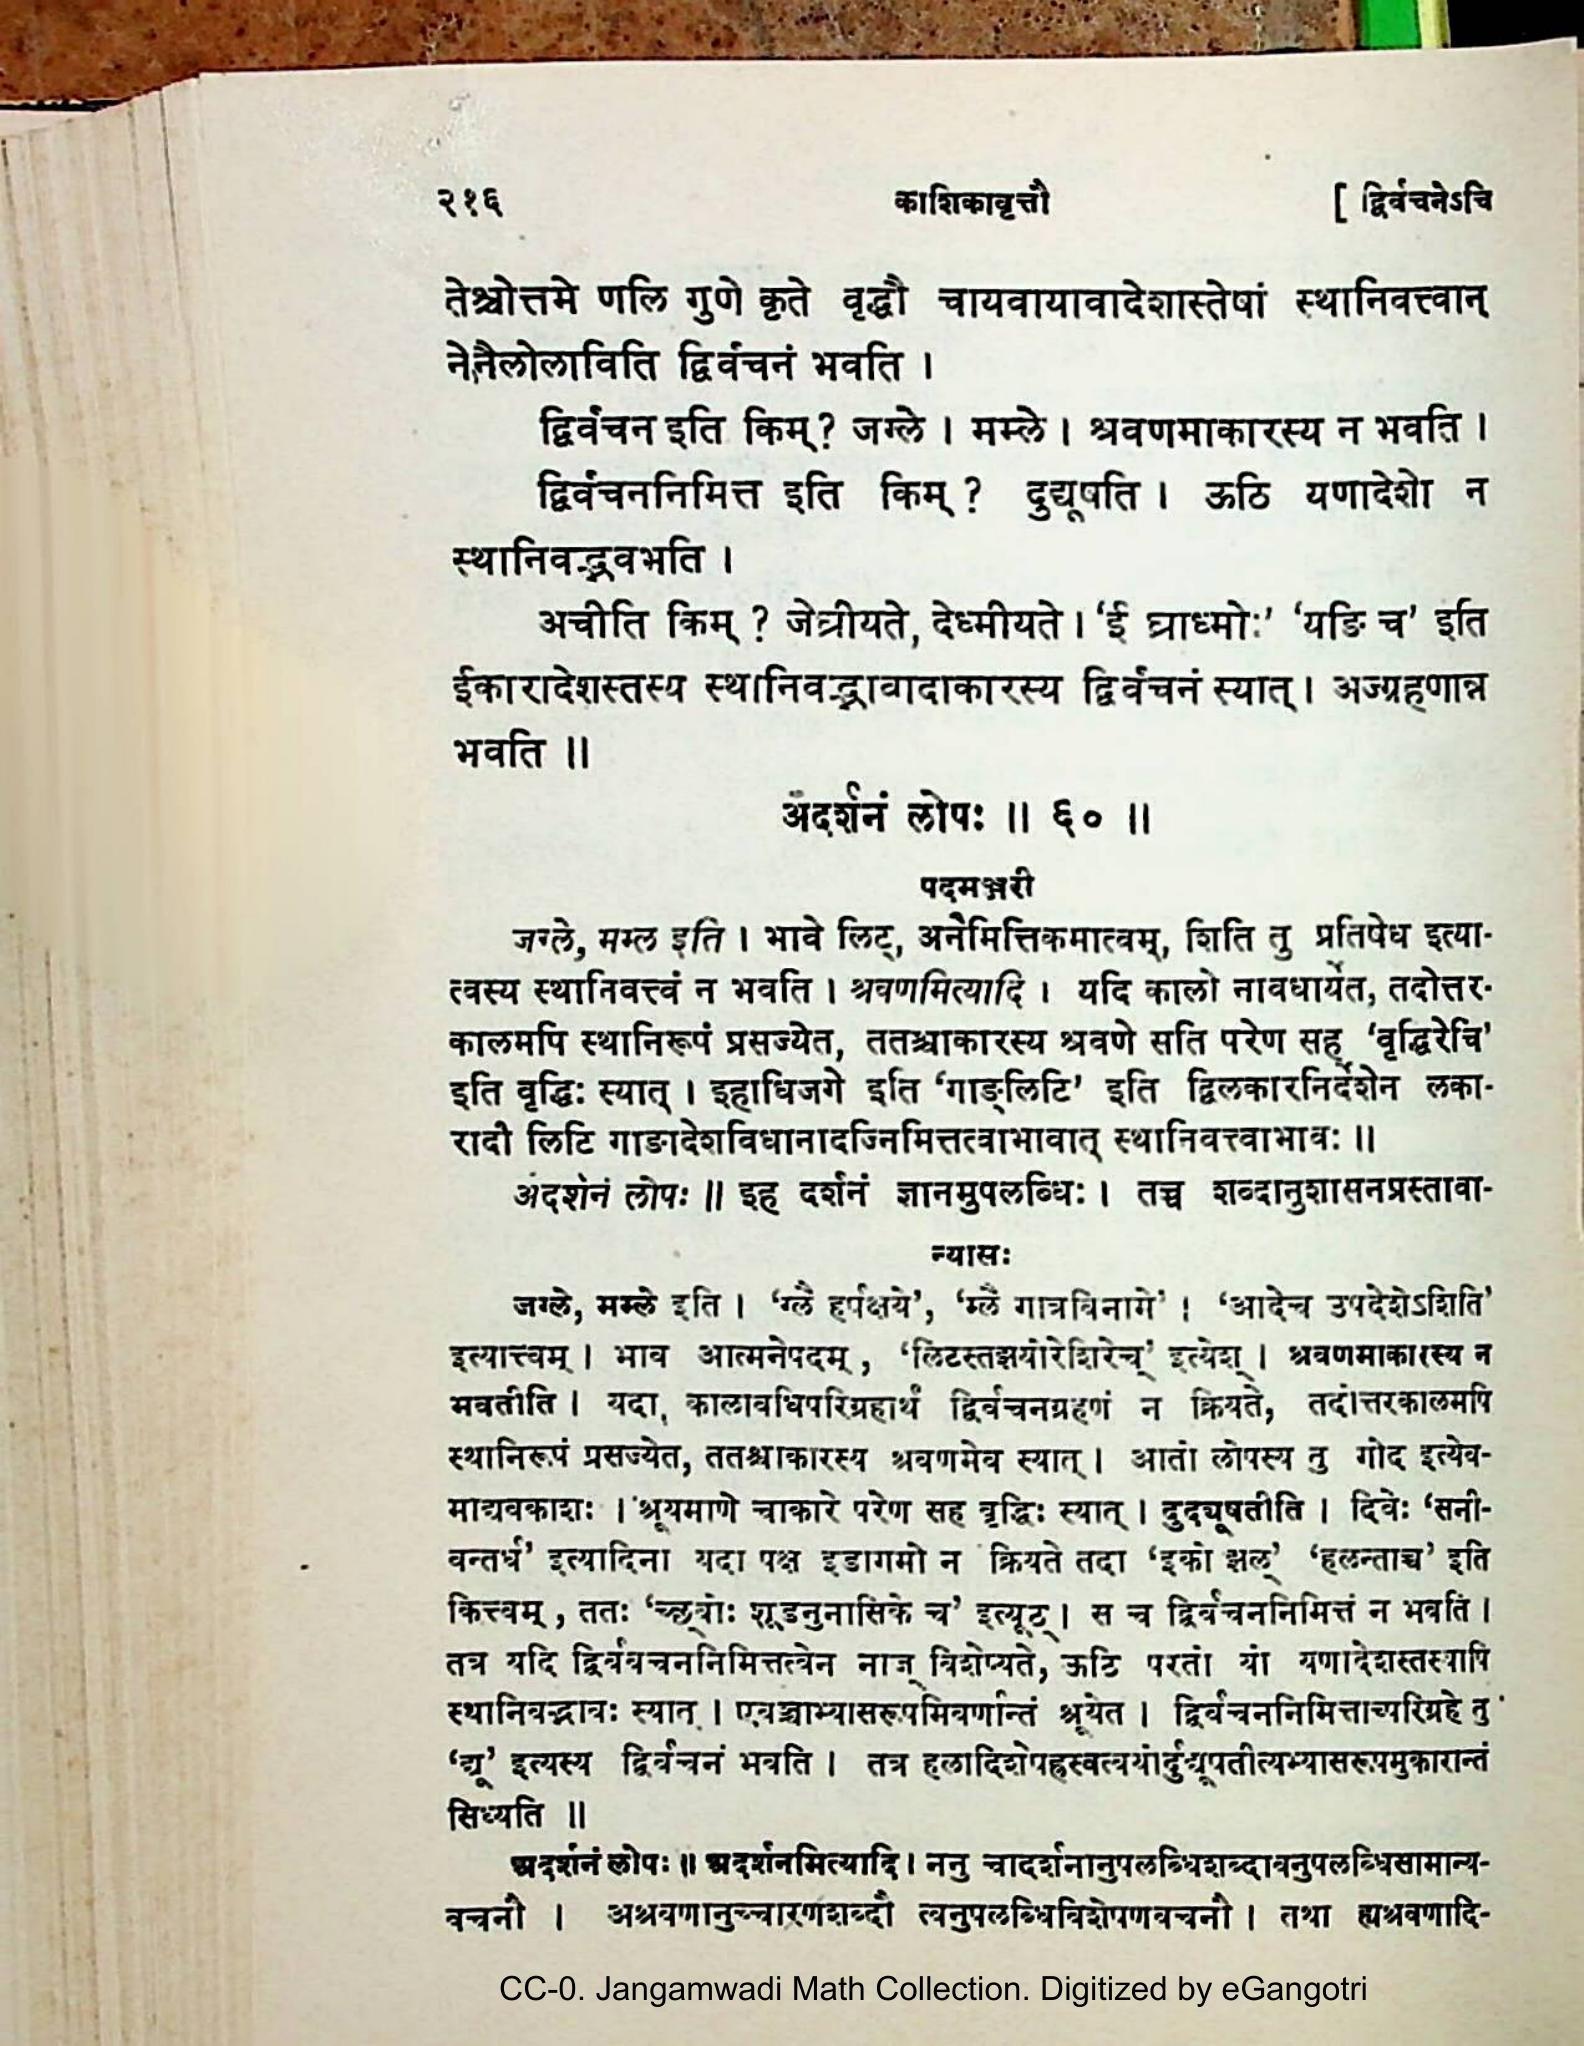 २१६ काशिकावृत्तौ [ द्विर्वचनेऽचि
तेश्चोत्तमे णलि गुणे कृते वृद्धौ चायवायावादेशास्तेषां स्थानिवत्त्वान्
नेनैलोलाविति द्विर्वचनं भवति ।
द्विर्वचन इति किम् ? जग्ले । मम्ले । श्रवणमाकारस्य न भवति ।
द्विर्वचननिमित्त इति किम् ? दुद्यूषति । ऊठि यणादेशो न
स्थानिवद्भवभति ।
अचीति किम् ? जेघ्रीयते, देध्मीयते । ‘ई घ्राध्मोः’ ‘यङि च’ इति
ईकारादेशस्तस्य स्थानिवद्भावादाकारस्य द्विर्वचनं स्यात् । अज्ग्रहणान्न
भवति ॥
अदर्शनं लोपः ॥ ६० ॥
पदमञ्जरी
जग्ले, मम्ल इति । भावे लिट्, अनैमित्तिकमात्वम्, शिति तु प्रतिषेध इत्या-
त्वस्य स्थानिवत्त्वं न भवति । श्रवणमित्यादि । यदि कालो नावधार्येत, तदोत्तर-
कालमपि स्थानिरूपं प्रसज्येत, ततश्चाकारस्य श्रवणे सति परेण सह ‘वृद्धिरेचि’
इति वृद्धिः स्यात् । इहाधिजगे इति ‘गाङ्लिटि’ इति द्विलकारनिर्देशेन लका-
रादौ लिटि गाङादेशविधानादज्निमित्तत्वाभावात् स्थानिवत्त्वाभावः ॥
अदर्शनं लोपः ॥ इह दर्शनं ज्ञानमुपलब्धिः । तच्च शब्दानुशासनप्रस्तावा-
न्यासः
जग्ले, मम्ले इति । ‘ग्लै हर्षक्षये’, ‘म्लै गात्रविनामे’ । ‘आदेच उपदेशेऽशिति’
इत्यात्त्वम् । भाव आत्मनेपदम् , ‘लिटस्तझयोरेशिरेच्’ इत्येश् । श्रवणमाकारस्य न
भवतीति । यदा कालावधिपरिग्रहार्थं द्विर्वचनग्रहणं न क्रियते, तदोत्तरकालमपि
स्थानिरूपं प्रसज्येत, ततश्चाकारस्य श्रवणमेव स्यात् । आतो लोपस्य तु गोद इत्येव-
माद्यवकाशः । श्रूयमाणे चाकारे परेण सह वृद्धिः स्यात् । दुद्यूषतीति । दिवेः ‘सनी-
वन्तर्ध’ इत्यादिना यदा पक्ष इडागमो न क्रियते तदा ‘इको झल्’ ‘हलन्ताच्च’ इति
कित्त्वम् , ततः ‘च्छ्वोः शूडनुनासिके च’ इत्यूठ् । स च द्विर्वचननिमित्तं न भवति ।
तत्र यदि द्विर्वचननिमित्तत्वेन नाज् विशेष्यते, ऊठि परतो यो यणादेशस्तस्यापि
स्थानिवद्भावः स्यात् । एवञ्चाभ्यासरूपमिवर्णान्तं श्रूयेत । द्विर्वचननिमित्ताच्परिग्रहे तु
‘द्यू’ इत्यस्य द्विर्वचनं भवति । तत्र हलादिशेषह्रस्वत्वयोर्दुद्यूषतीत्यभ्यासरूपमुकारान्तं
सिध्यति ॥
अदर्शनं लोपः ॥ अदर्शनमित्यादि । ननु चादर्शनानुपलब्धिशब्दावनुपलब्धिसामान्य-
वचनौ । अश्रवणानुच्चारणशब्दौ त्वनुपलब्धिविशेषणवचनौ । तथा ह्यश्रवणादि-
CC-0. Jangamwadi Math Collection. Digitized by eGangotri